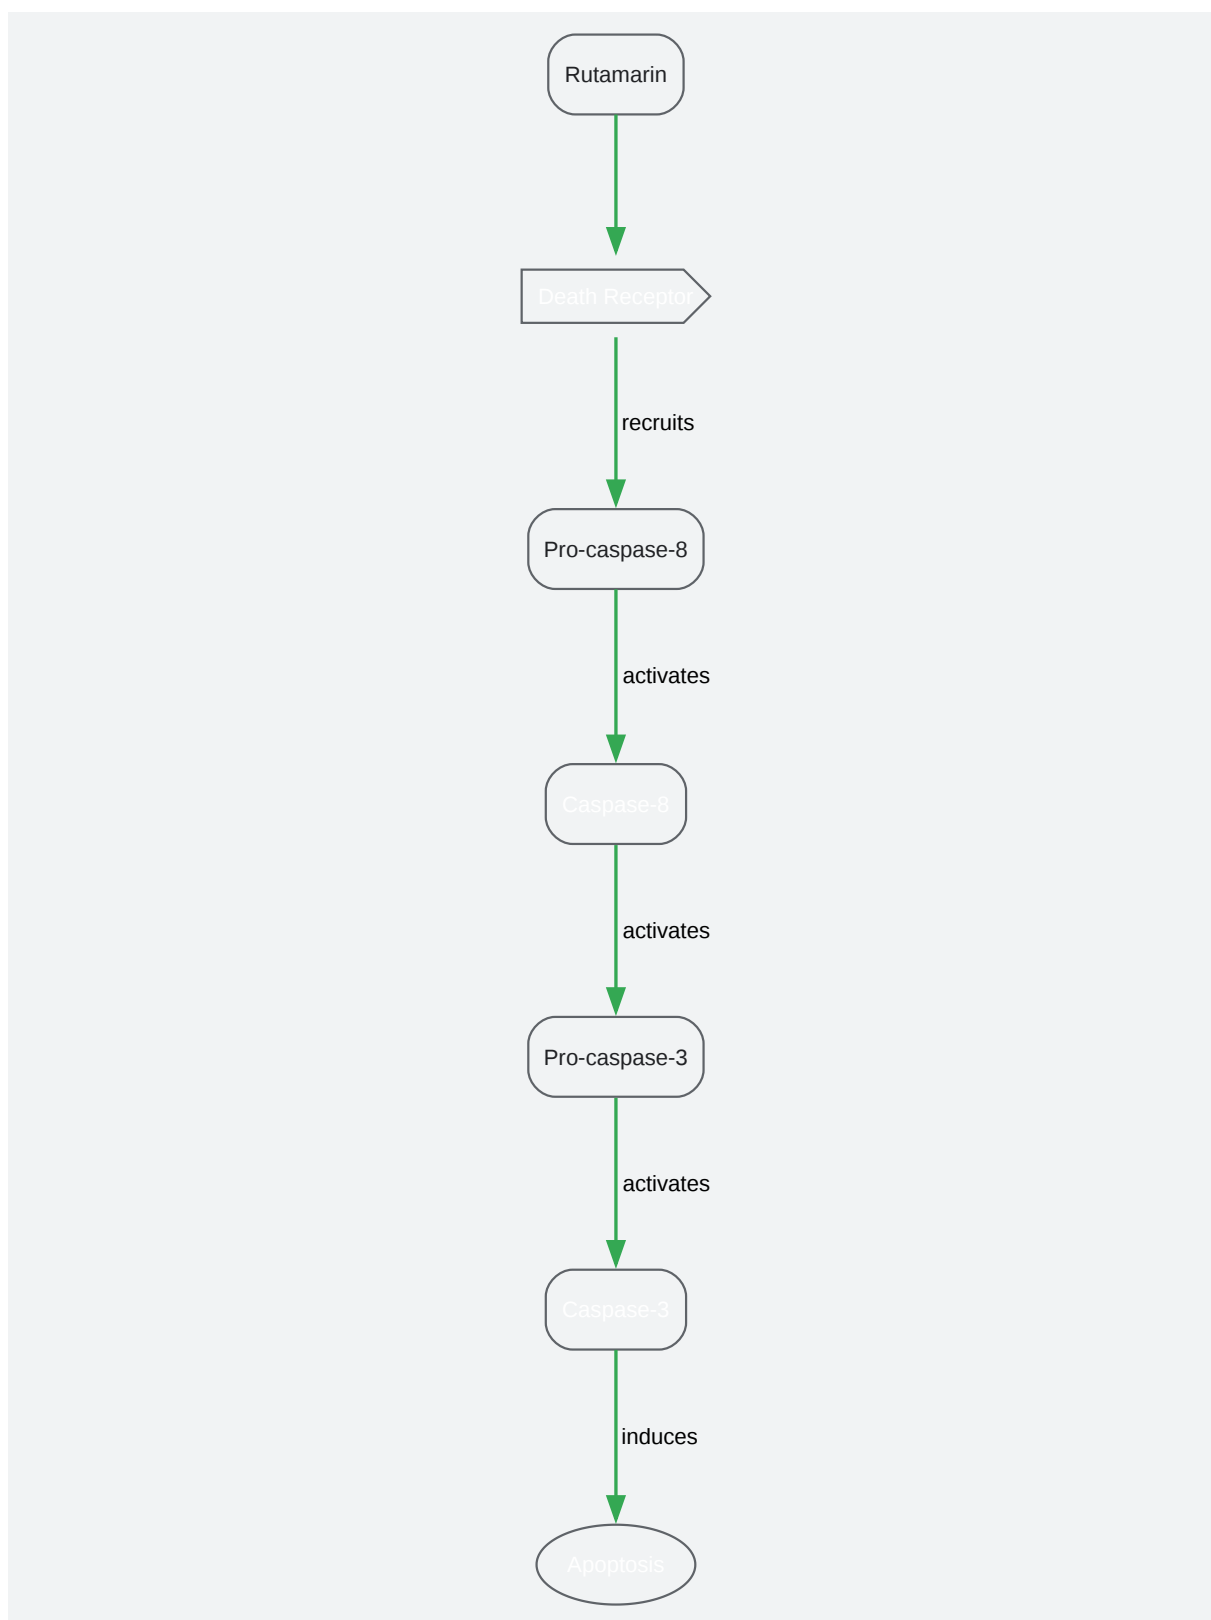 Rutamarin
Death Receptor
recruits
Pro-caspase-8
activates
Caspase-8
activates
Pro-caspase-3
activates
Caspase-3
induces
Apoptosis